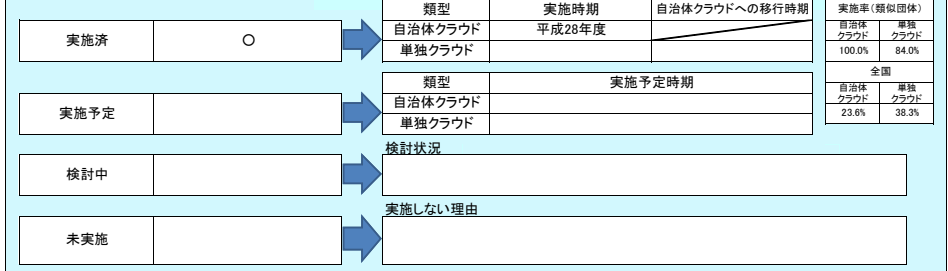 類型 実施時期 自治体クラウドへの移行時期
実施済 ○ 自治体クラウド 平成28年度
単独クラウド
実施率(類似団体)
自治体クラウド 単独クラウド
100.0% 84.0%
全国
自治体クラウド 単独クラウド
23.6% 38.3%
類型 実施予定時期
実施予定 自治体クラウド
単独クラウド
検討状況
検討中
実施しない理由
未実施